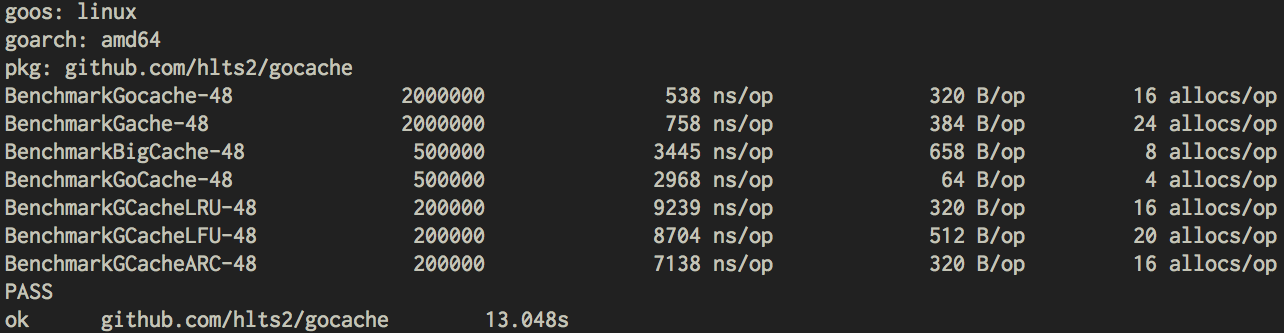 goos: linux
goarch: amd64
pkg: github.com/hlts2/gocache
BenchmarkGocache-48 2000000 538 ns/op 320 B/op 16 allocs/op
BenchmarkGache-48 2000000 758 ns/op 384 B/op 24 allocs/op
BenchmarkBigCache-48 500000 3445 ns/op 658 B/op 8 allocs/op
BenchmarkGoCache-48 500000 2968 ns/op 64 B/op 4 allocs/op
BenchmarkGCacheLRU-48 200000 9239 ns/op 320 B/op 16 allocs/op
BenchmarkGCacheLFU-48 200000 8704 ns/op 512 B/op 20 allocs/op
BenchmarkGCacheARC-48 200000 7138 ns/op 320 B/op 16 allocs/op
PASS
ok github.com/hlts2/gocache 13.048s